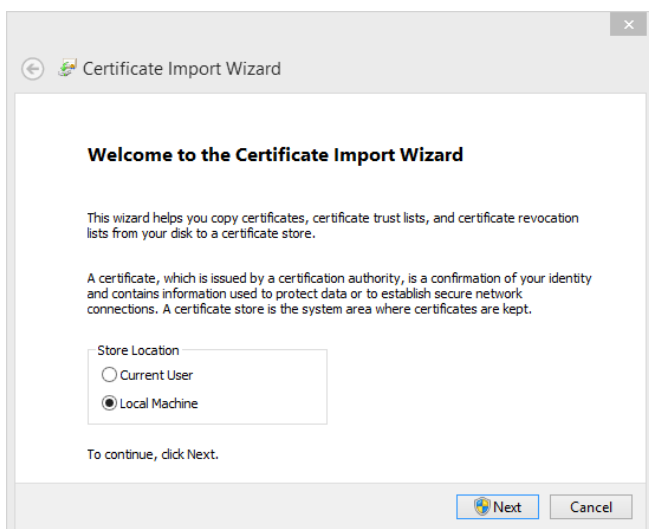 Certificate Import Wizard
Welcome to the Certificate Import Wizard
This wizard helps you copy certificates, certificate trust lists, and certificate revocation
lists from your disk to a certificate store.
A certificate, which is issued by a certification authority, is a confirmation of your identity
and contains information used to protect data or to establish secure network
connections. A certificate store is the system area where certificates are kept.
Store Location
Current User
Local Machine
To continue, click Next.
Next Cancel